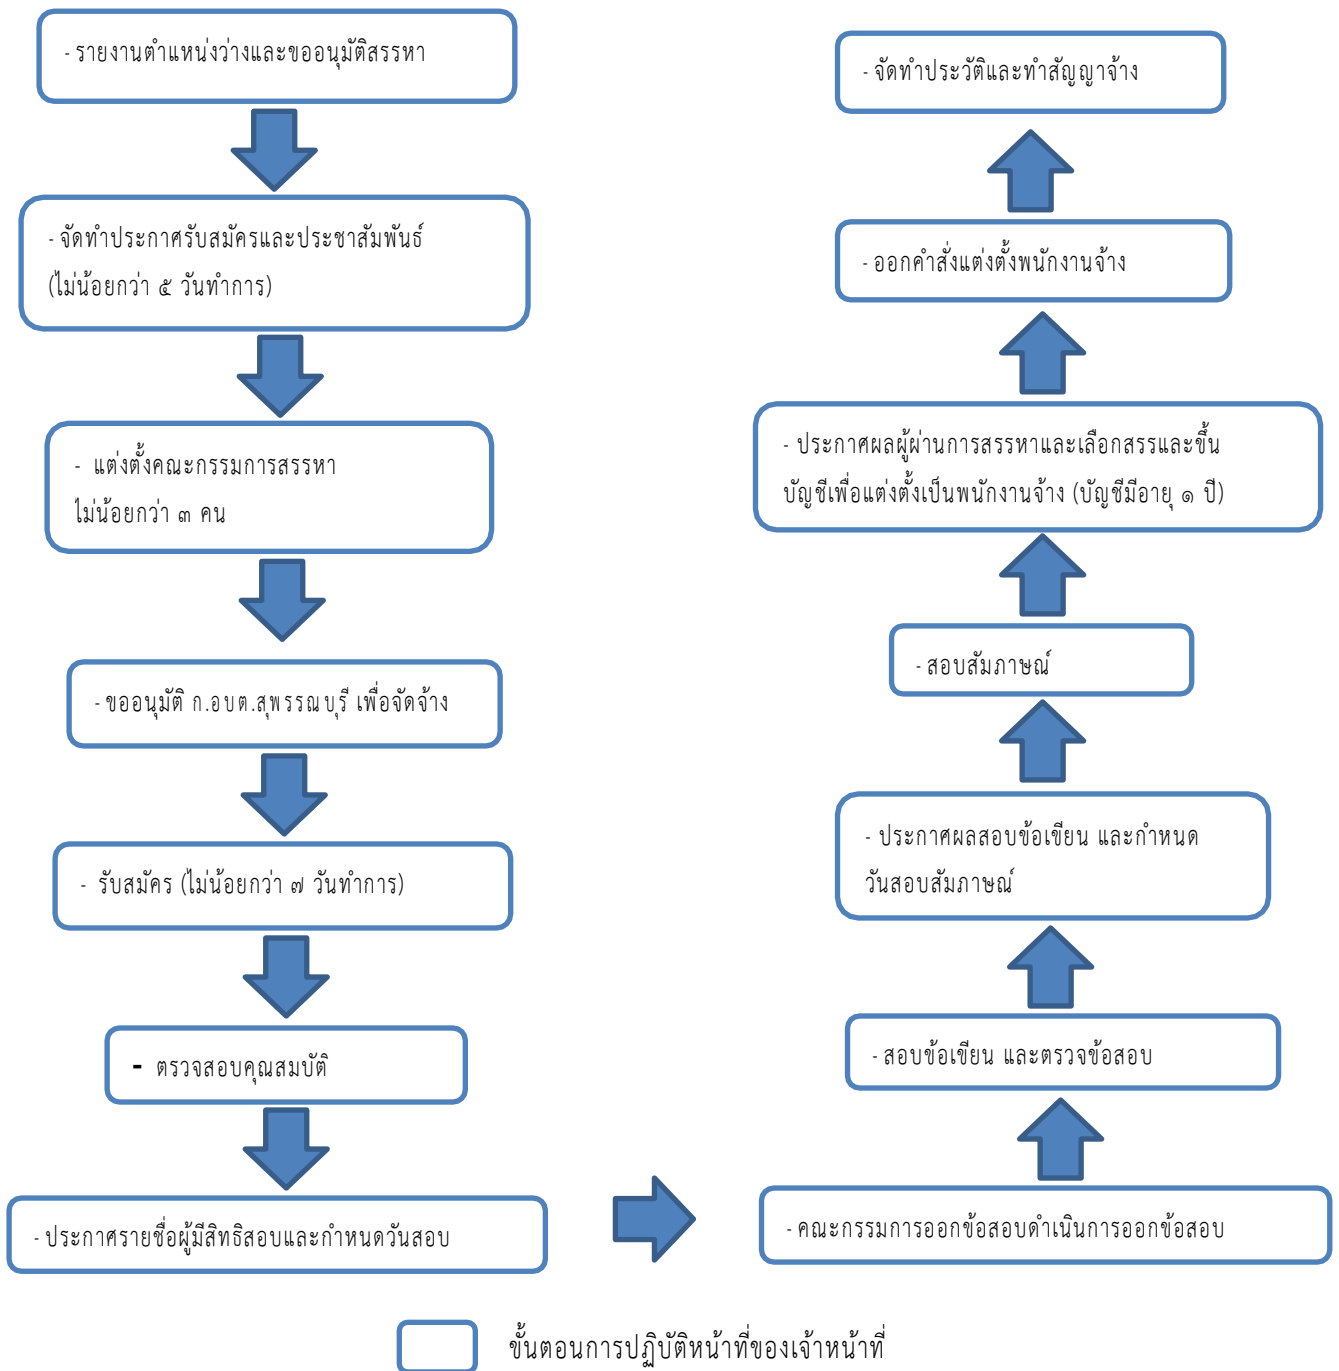 - รายงานตำแหน่งว่างและขออนุมัติสรรหา
- จัดทำประกาศรับสมัครและประชาสัมพันธ์
(ไม่น้อยกว่า ๕ วันทำการ)
- แต่งตั้งคณะกรรมการสรรหา
ไม่น้อยกว่า ๓ คน
- ขออนุมัติ ก.อบต.สุพรรณบุรี เพื่อจัดจ้าง
- รับสมัคร (ไม่น้อยกว่า ๗ วันทำการ)
- ตรวจสอบคุณสมบัติ
- ประกาศรายชื่อผู้มีสิทธิสอบและกำหนดวันสอบ
- คณะกรรมการออกข้อสอบดำเนินการออกข้อสอบ
- สอบข้อเขียน และตรวจข้อสอบ
- ประกาศผลสอบข้อเขียน และกำหนด
วันสอบสัมภาษณ์
- สอบสัมภาษณ์
- ประกาศผลผู้ผ่านการสรรหาและเลือกสรรและขึ้น
บัญชีเพื่อแต่งตั้งเป็นพนักงานจ้าง (บัญชีมีอายุ ๑ ปี)
- ออกคำสั่งแต่งตั้งพนักงานจ้าง
- จัดทำประวัติและทำสัญญาจ้าง
ขั้นตอนการปฏิบัติหน้าที่ของเจ้าหน้าที่